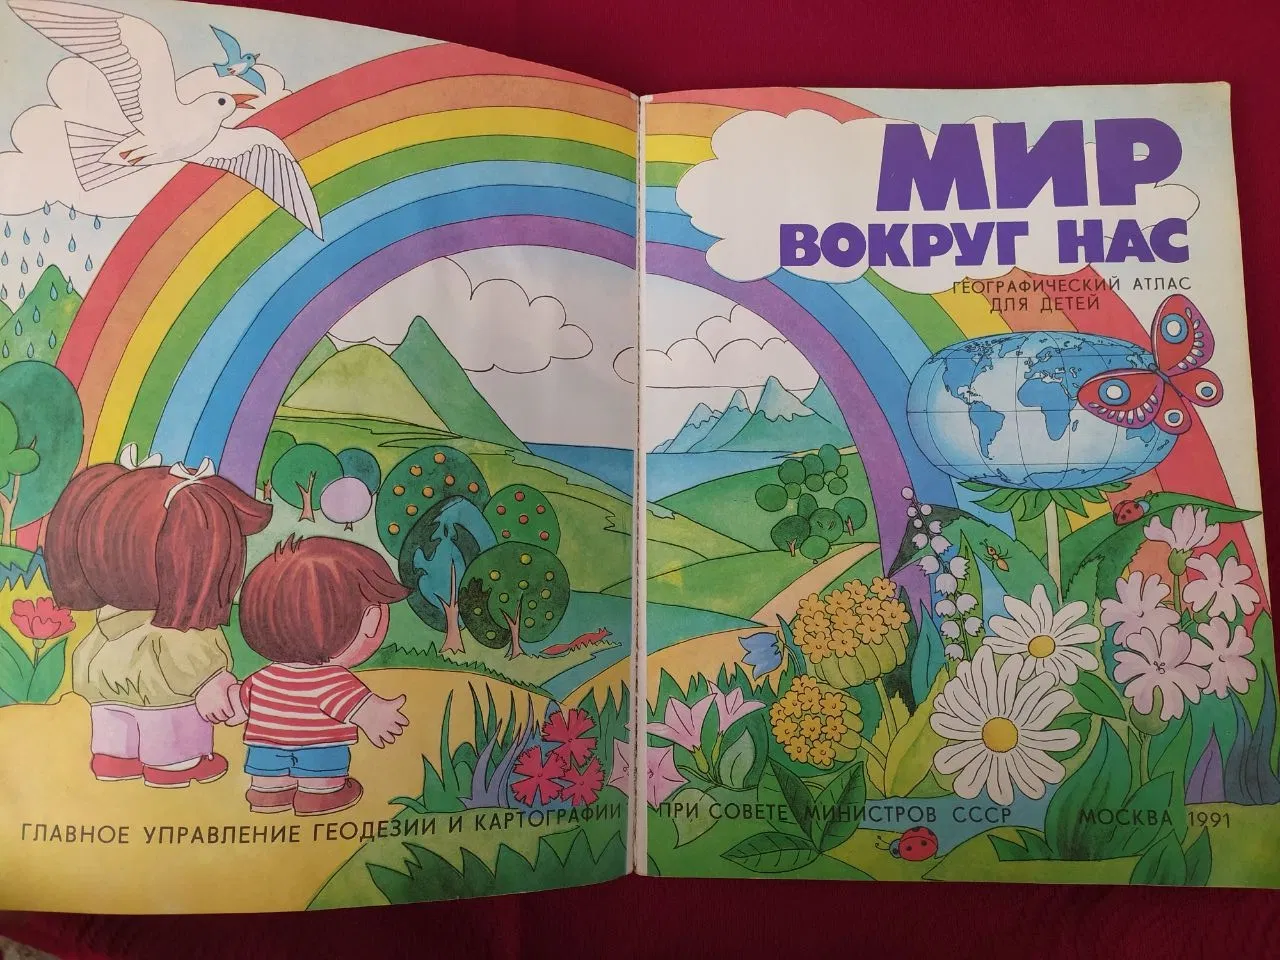 МИР
ВОКРУГ НАС
ГЕОГРАФИЧЕСКИЙ АТЛАС
ДЛЯ ДЕТЕЙ
ГЛАВНОЕ УПРАВЛЕНИЕ ГЕОДЕЗИИ И КАРТОГРАФИИ ПРИ СОВЕТЕ МИНИСТРОВ СССР МОСКВА 1991